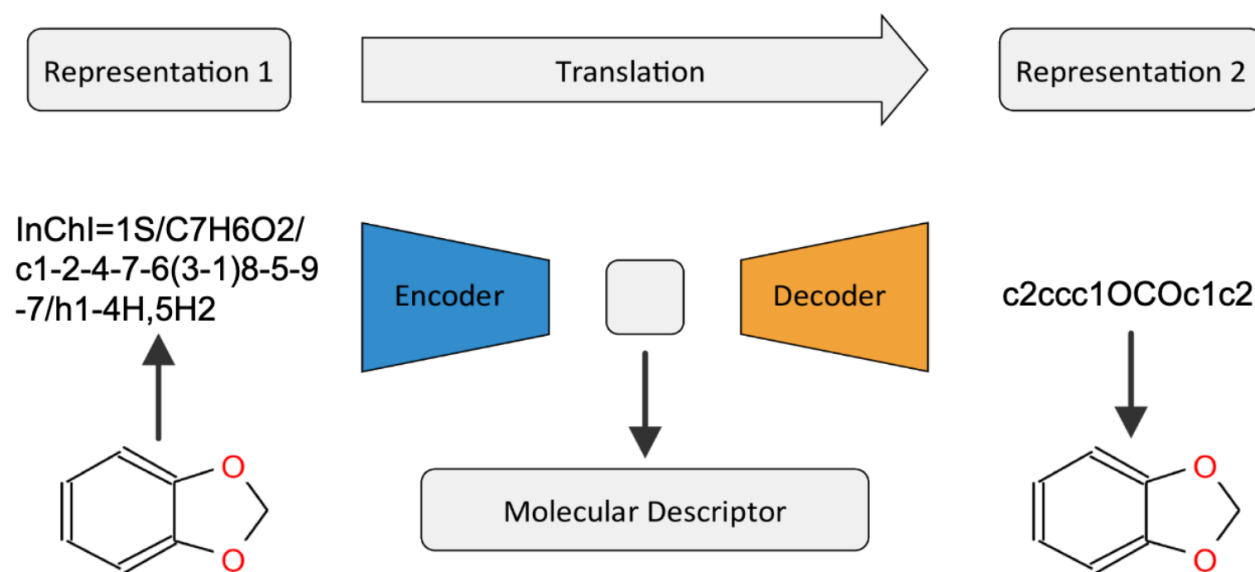 Representation 1
Translation
Representation 2
InChI=1S/C7H6O2/
c1-2-4-7-6(3-1)8-5-9
-7/h1-4H,5H2
Encoder
Decoder
c2ccc1OCOc1c2
O
O
Molecular Descriptor
O
O